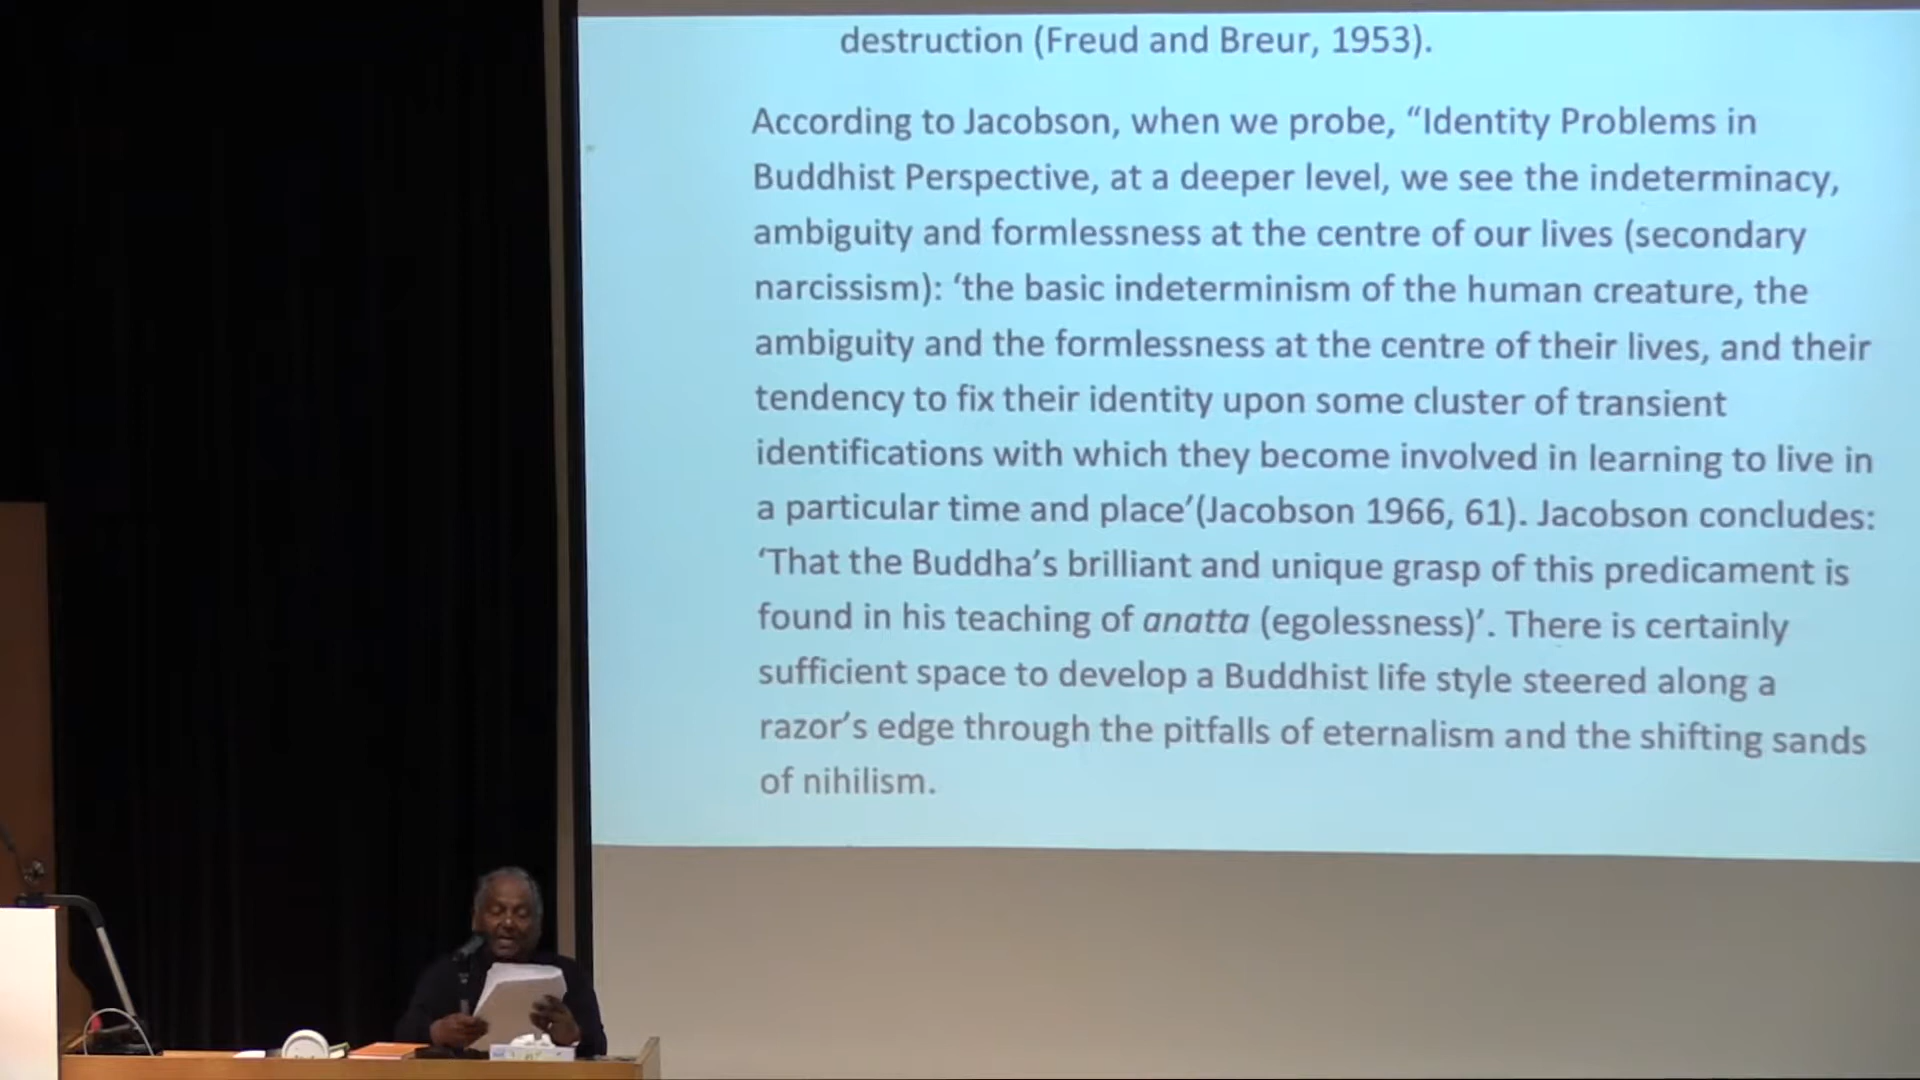 destruction (Freud and Breur, 1953).
According to Jacobson, when we probe, “Identity Problems in
Buddhist Perspective, at a deeper level, we see the indeterminacy,
ambiguity and formlessness at the centre of our lives (secondary
narcissism): ‘the basic indeterminism of the human creature, the
ambiguity and the formlessness at the centre of their lives, and their
tendency to fix their identity upon some cluster of transient
identifications with which they become involved in learning to live in
a particular time and place’(Jacobson 1966, 61). Jacobson concludes:
‘That the Buddha’s brilliant and unique grasp of this predicament is
found in his teaching of anatta (egolessness)’. There is certainly
sufficient space to develop a Buddhist life style steered along a
razor’s edge through the pitfalls of eternalism and the shifting sands
of nihilism.